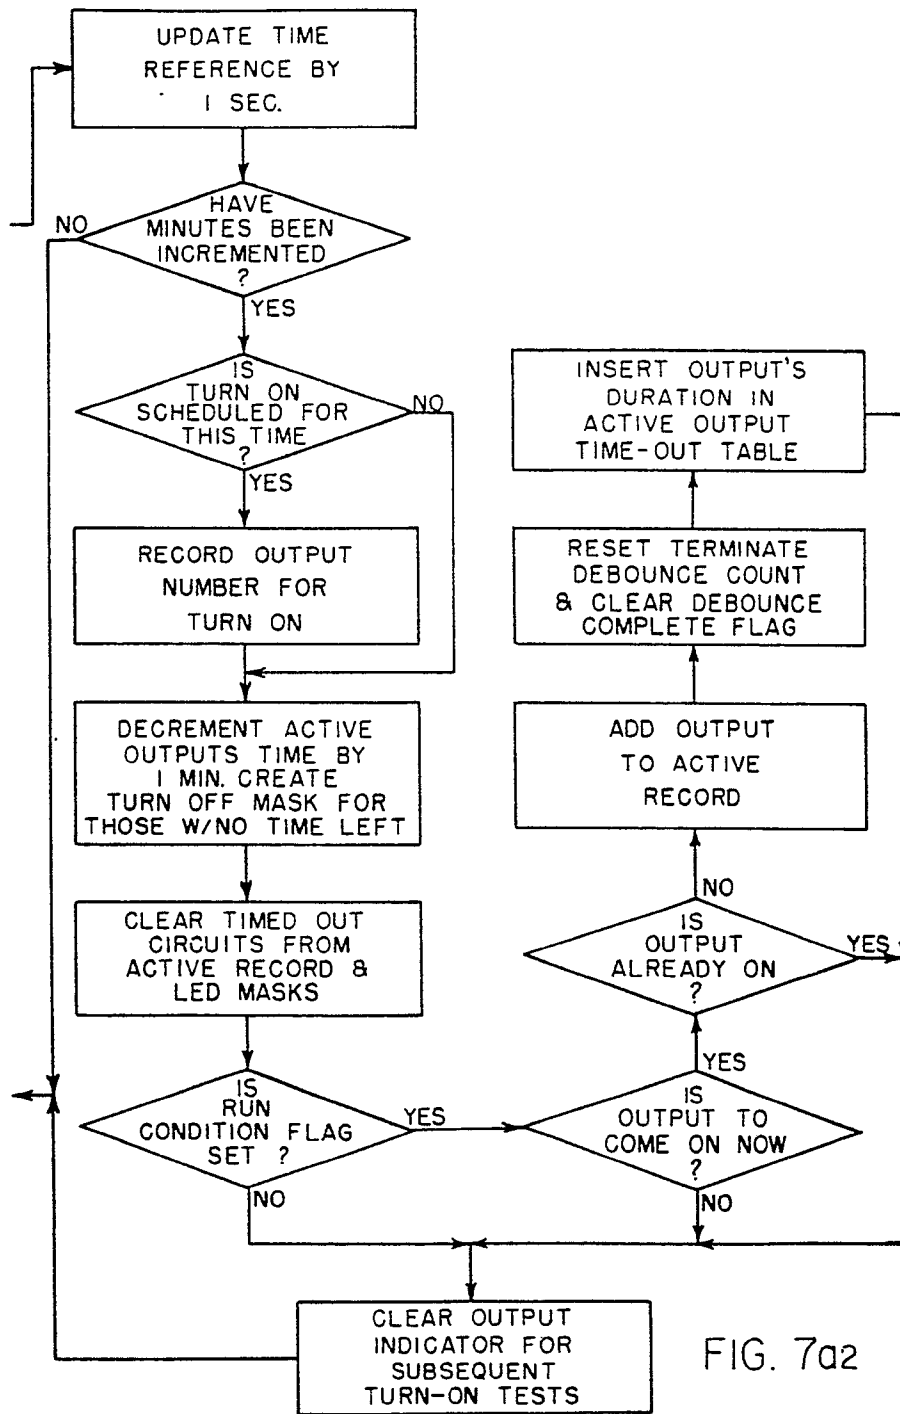 UPDATE TIME
REFERENCE BY
1 SEC.
HAVE
MINUTES BEEN
INCREMENTED
?
NO
YES
IS
TURN ON
SCHEDULED FOR
THIS TIME
?
NO
YES
RECORD OUTPUT
NUMBER FOR
TURN ON
DECREMENT ACTIVE
OUTPUTS TIME BY
1 MIN. CREATE
TURN OFF MASK FOR
THOSE W/NO TIME LEFT
CLEAR TIMED OUT
CIRCUITS FROM
ACTIVE RECORD &
LED MASKS
IS
RUN
CONDITION FLAG
SET ?
YES
NO
INSERT OUTPUT'S
DURATION IN
ACTIVE OUTPUT
TIME-OUT TABLE
RESET TERMINATE
DEBOUNCE COUNT
& CLEAR DEBOUNCE
COMPLETE FLAG
ADD OUTPUT
TO ACTIVE
RECORD
NO
IS
OUTPUT
ALREADY ON
?
YES
YES
IS
OUTPUT TO
COME ON NOW
?
NO
CLEAR OUTPUT
INDICATOR FOR
SUBSEQUENT
TURN-ON TESTS
FIG. 7a2